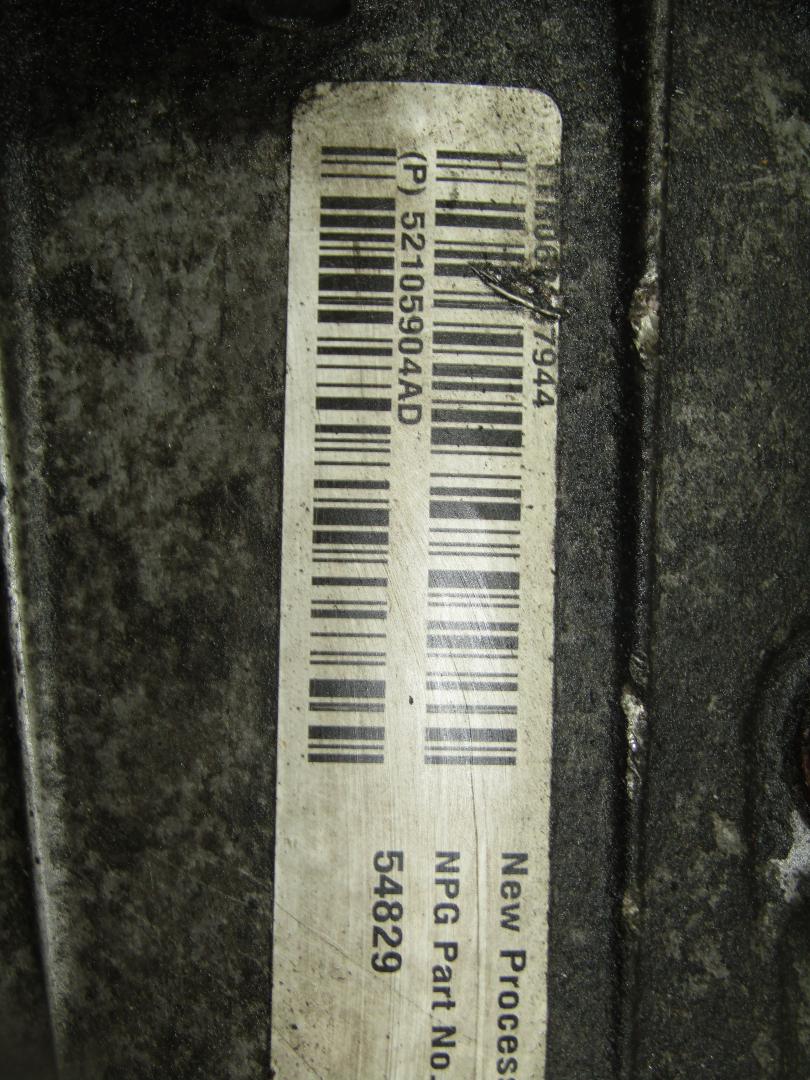 7944
(P) 52105904AD
New Process
NPG Part No.
54829